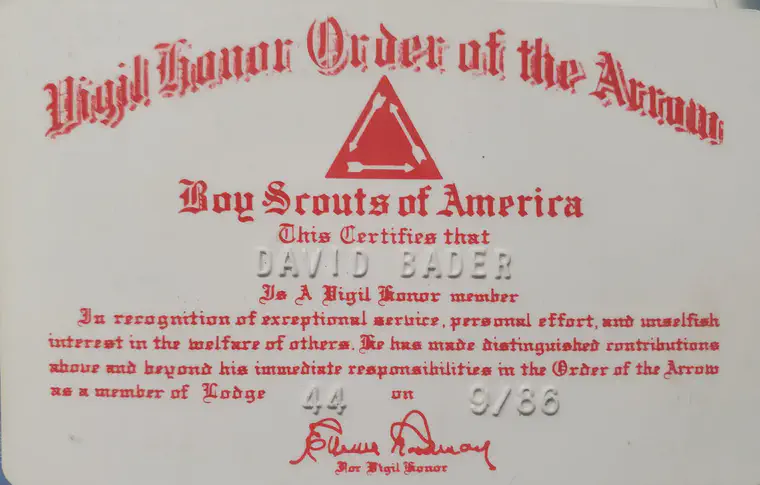 Vigil Honor Order of the Arrow
Boy Scouts of America
This Certifies that
DAVID BADER
Is A Vigil Honor member
In recognition of exceptional service, personal effort, and unselfish
interest in the welfare of others. He has made distinguished contributions
above and beyond his immediate responsibilities in the Order of the Arrow
as a member of Lodge 44 on 9/86
For Vigil Honor